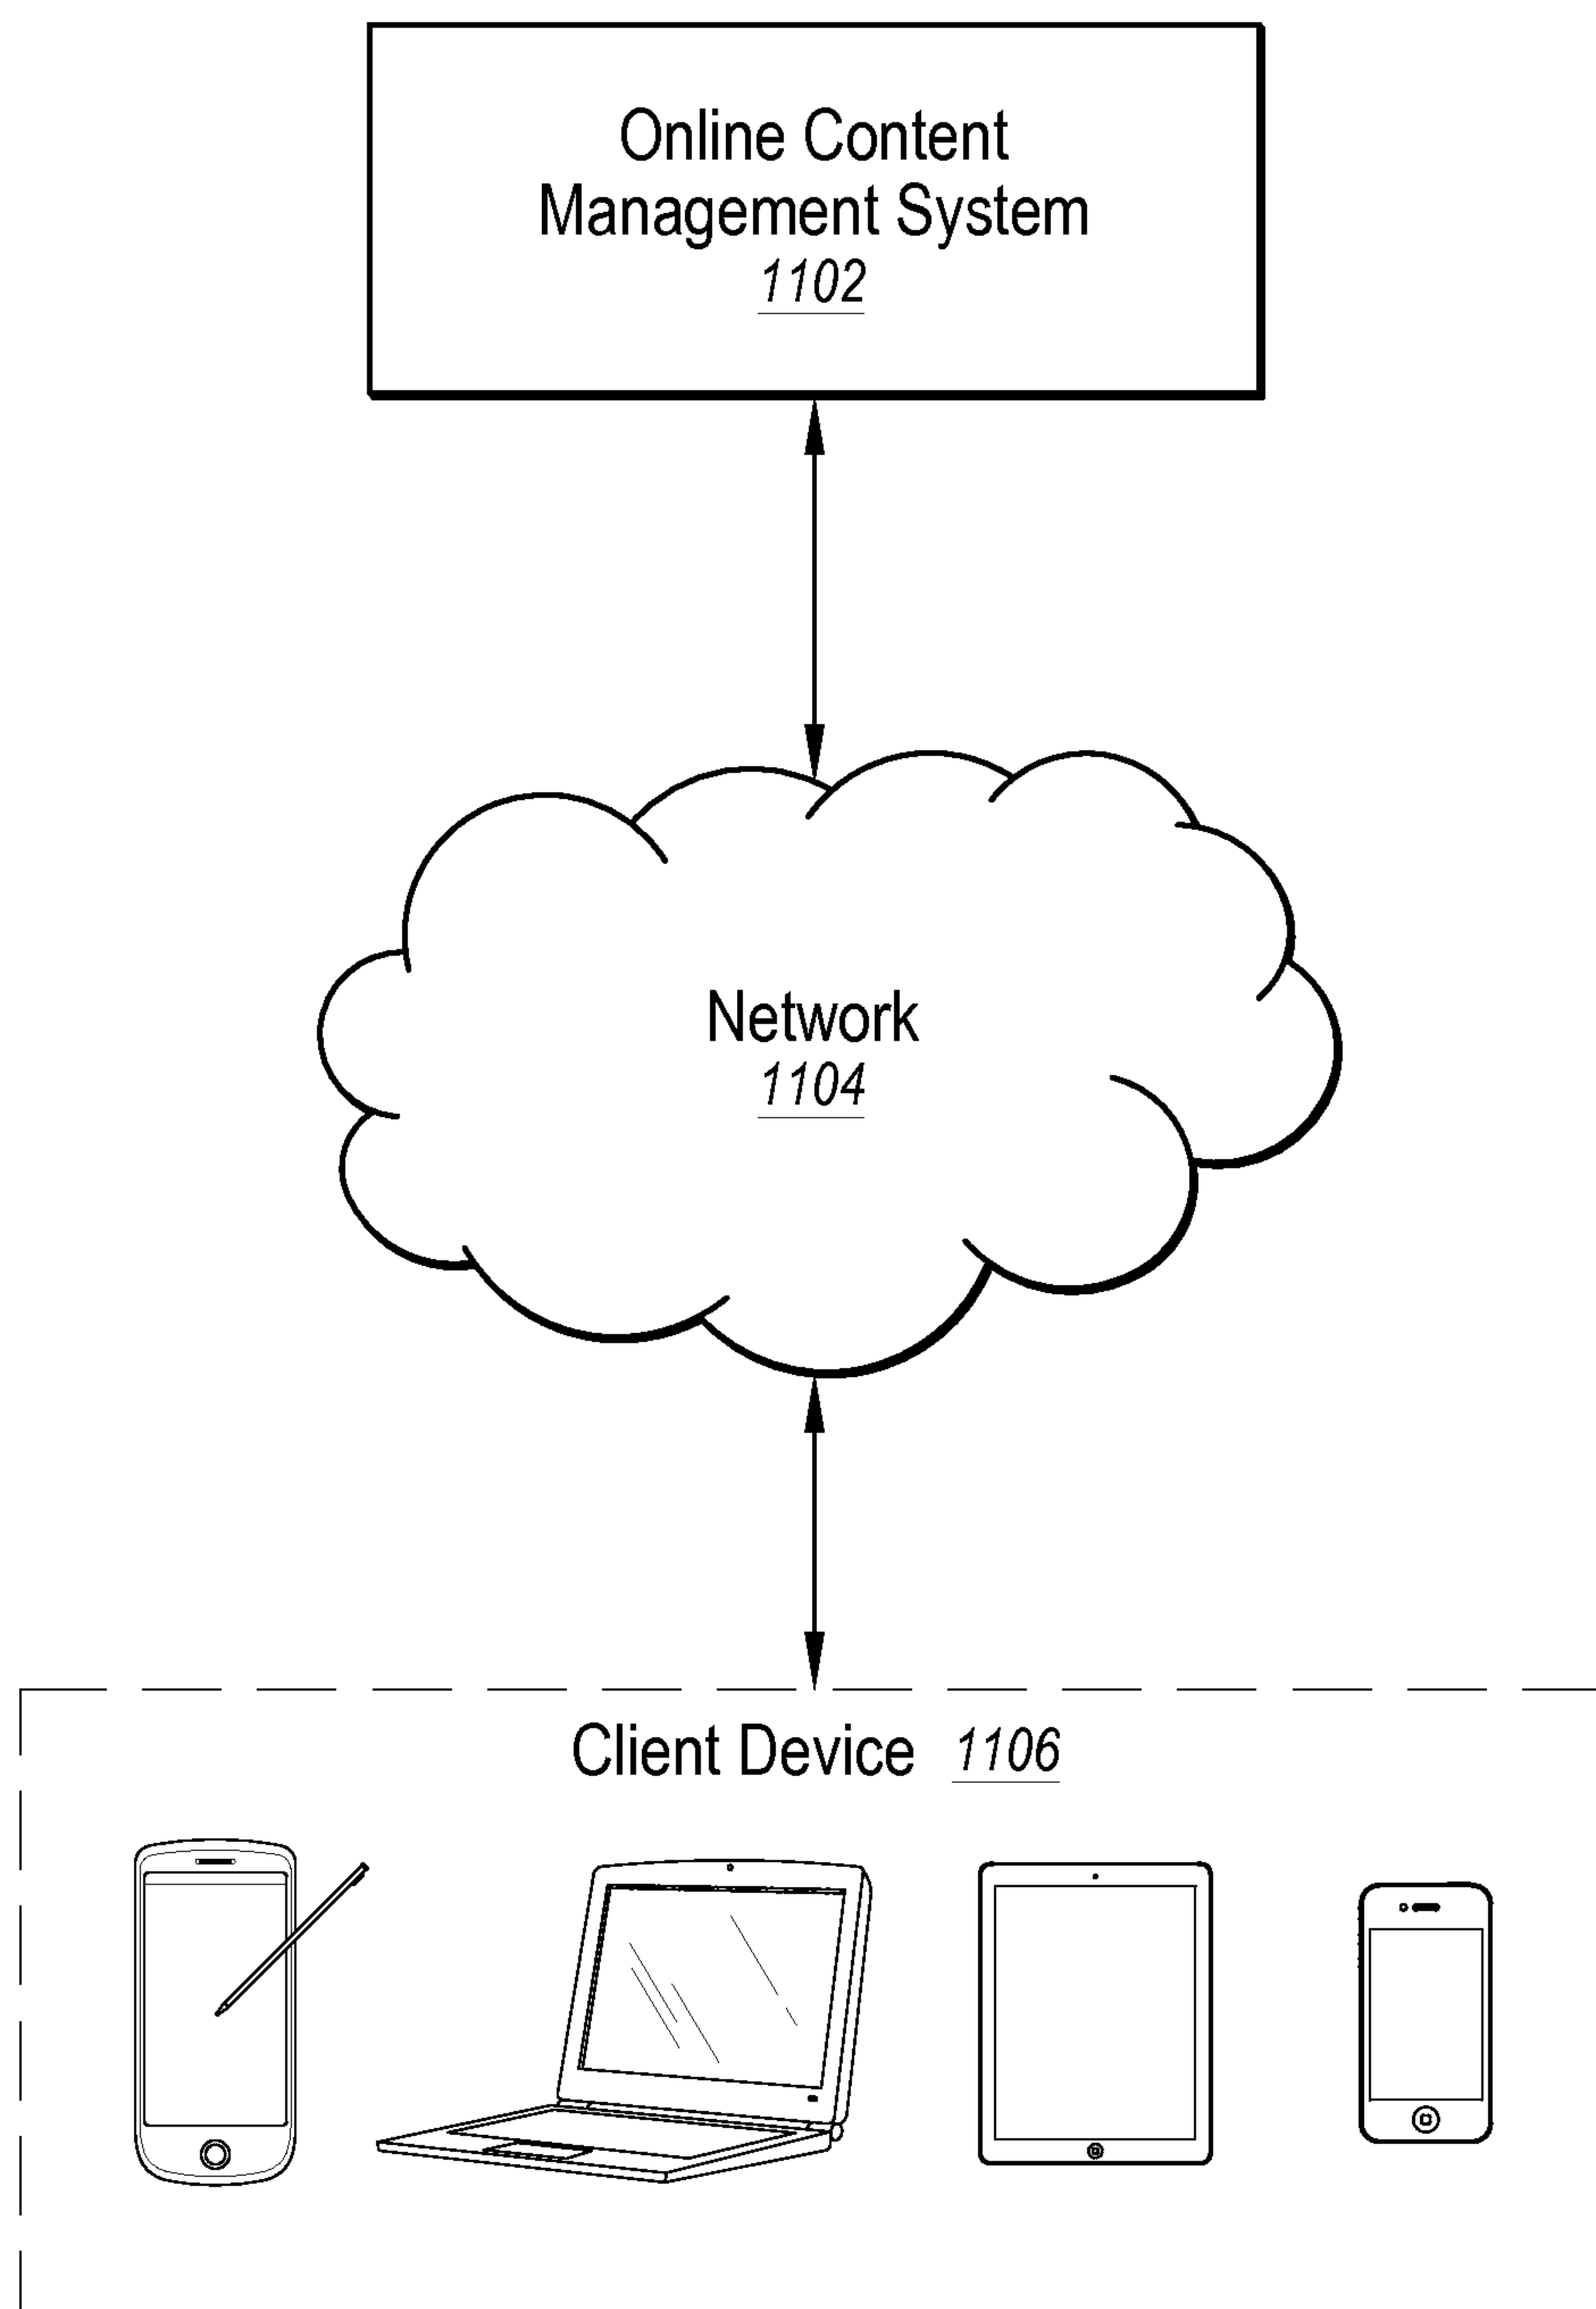 Online Content
Management System
1102
Network
1104
Client Device 1106